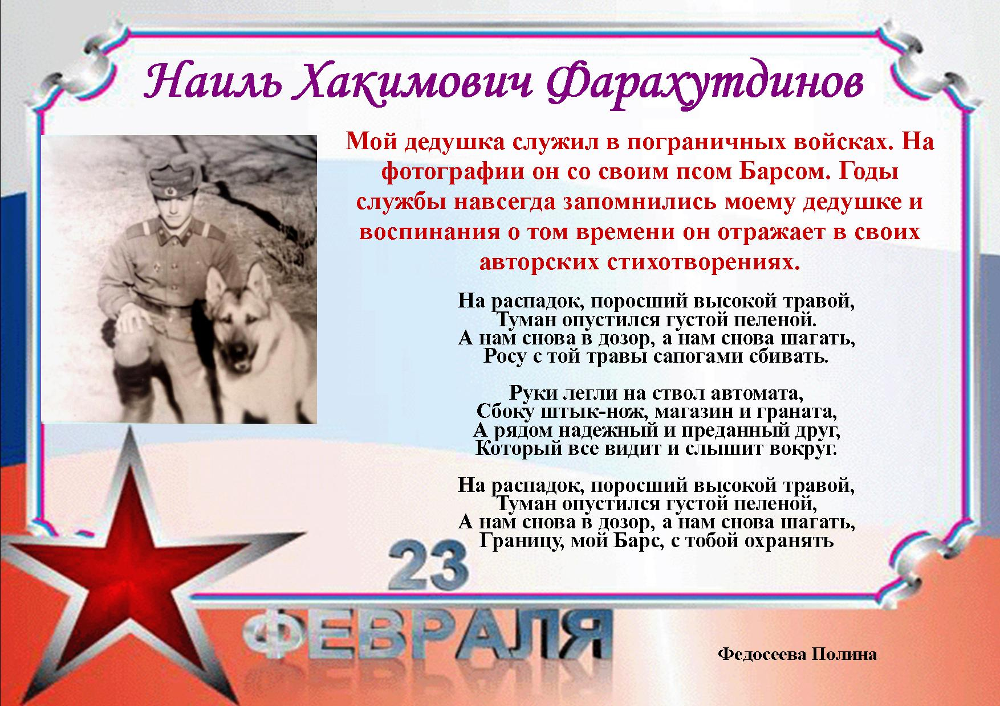 Наиль Хакимович Фарахутдинов
Мой дедушка служил в пограничных войсках. На
фотографии он со своим псом Барсом. Годы
службы навсегда запомнились моему дедушке и
воспинания о том времени он отражает в своих
авторских стихотворениях.
На распадок, поросший высокой травой,
Туман опустился густой пеленой.
А нам снова в дозор, а нам снова шагать,
Росу с той травы сапогами сбивать.
Руки легли на ствол автомата,
Сбоку штык-нож, магазин и граната,
А рядом надежный и преданный друг,
Который все видит и слышит вокруг.
На распадок, поросший высокой травой,
Туман опустился густой пеленой,
А нам снова в дозор, а нам снова шагать,
Границу, мой Барс, с тобой охранять
23
ФЕВРАЛЯ
Федосеева Полина